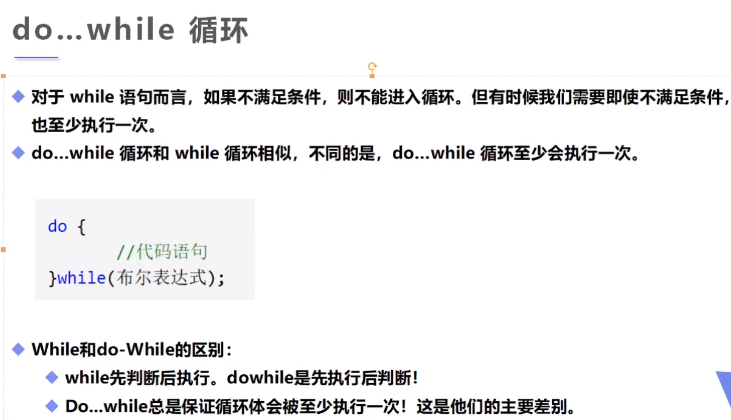 do...while 循环
对于 while 语句而言，如果不满足条件，则不能进入循环。但有时候我们需要即使不满足条件，
也至少执行一次。
do...while 循环和 while 循环相似，不同的是，do...while 循环至少会执行一次。
do {
//代码语句
}while(布尔表达式);
While和do-While的区别：
while先判断后执行。dowhile是先执行后判断！
Do...while总是保证循环体会被至少执行一次！这是他们的主要差别。